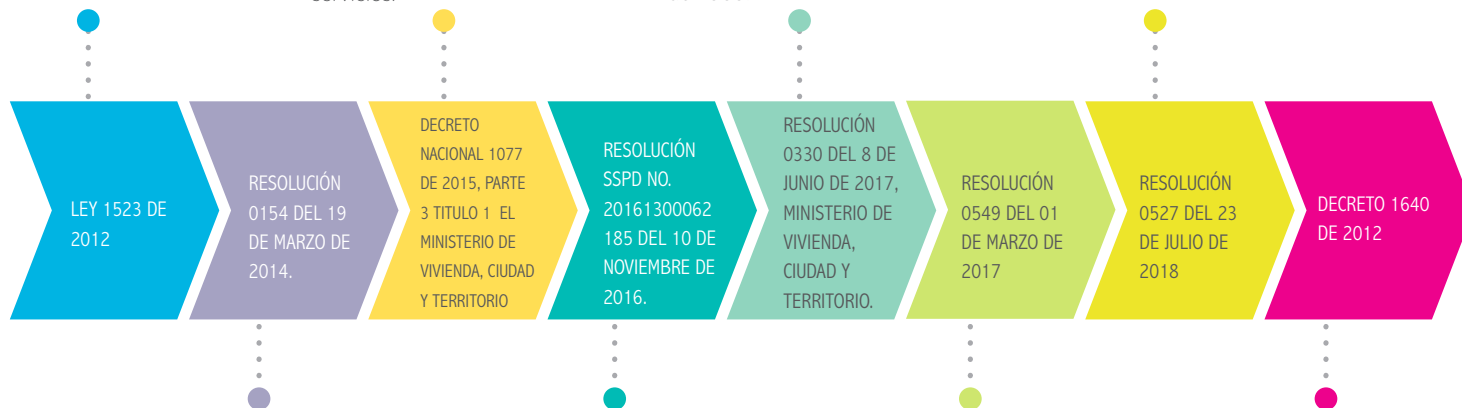 LEY 1523 DE
2012
RESOLUCIÓN
0154 DEL 19
DE MARZO DE
2014.
DECRETO
NACIONAL 1077
DE 2015, PARTE
3 TITULO 1 EL
MINISTERIO DE
VIVIENDA, CIUDAD
Y TERRITORIO
RESOLUCIÓN
SSPD NO.
20161300062
185 DEL 10 DE
NOVIEMBRE DE
2016.
RESOLUCIÓN
0330 DEL 8 DE
JUNIO DE 2017,
MINISTERIO DE
VIVIENDA,
CIUDAD Y
TERRITORIO.
RESOLUCIÓN
0549 DEL 01
DE MARZO DE
2017
RESOLUCIÓN
0527 DEL 23
DE JULIO DE
2018
DECRETO 1640
DE 2012